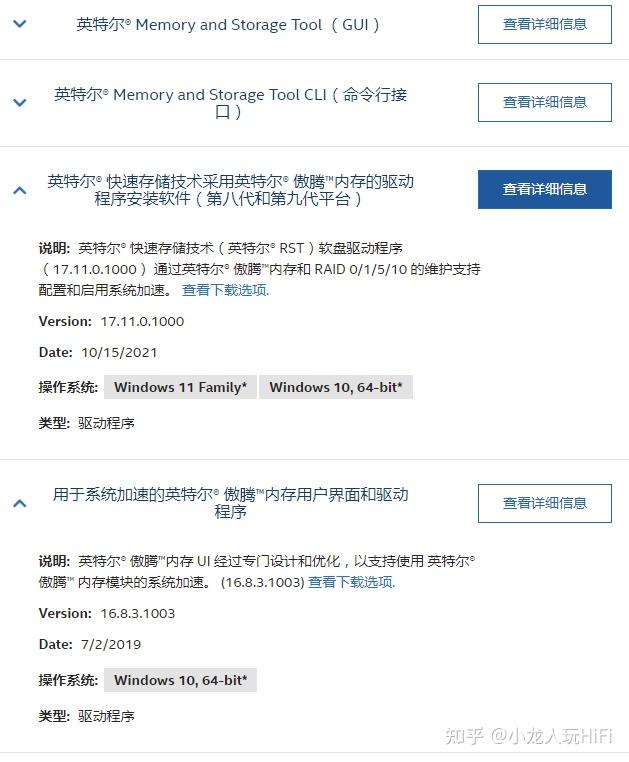 英特尔® Memory and Storage Tool （ GUI ）
查看详细信息
英特尔® Memory and Storage Tool CLI（ 命令行接
口 ）
查看详细信息
英特尔® 快速存储技术采用英特尔® 傲腾™内存的驱动
程序安装软件（ 第八代和第九代平台 ）
查看详细信息
说明: 英特尔® 快速存储技术（ 英特尔® RST ）软盘驱动程序
（ 17.11.0.1000 ） 通过英特尔® 傲腾™内存和 RAID 0/1/5/10 的维护支持
配置和启用系统加速。 查看下载选项.
Version: 17.11.0.1000
Date: 10/15/2021
操作系统: Windows 11 Family* Windows 10, 64-bit*
类型: 驱动程序
用于系统加速的英特尔® 傲腾™内存用户界面和驱动
程序
查看详细信息
说明: 英特尔® 傲腾™内存 UI 经过专门设计和优化，以支持使用 英特尔®
傲腾™ 内存模块的系统加速。 (16.8.3.1003) 查看下载选项.
Version: 16.8.3.1003
Date: 7/2/2019
操作系统: Windows 10, 64-bit*
类型: 驱动程序
知乎 @小龙人玩HiFi